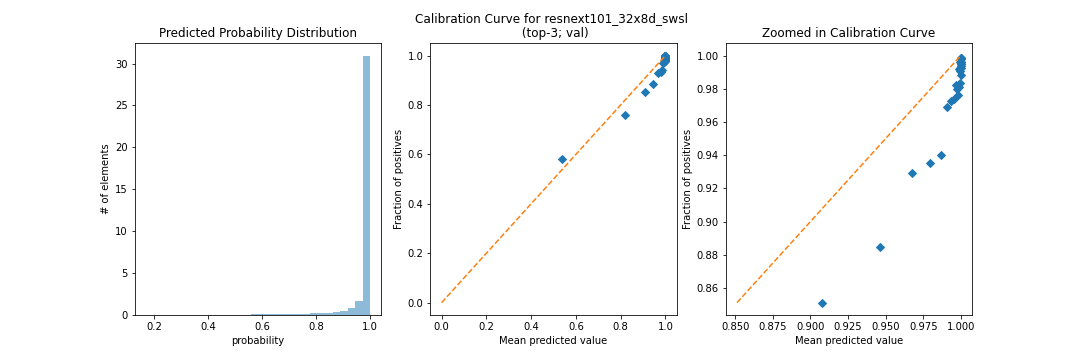 Predicted Probability Distribution
# of elements
30
25
20
15
10
5
0
0.2 0.4 0.6 0.8 1.0
probability
Calibration Curve for resnext101_32x8d_swsl
(top-3; val)
Fraction of positives
1.0
0.8
0.6
0.4
0.2
0.0
0.0 0.2 0.4 0.6 0.8 1.0
Mean predicted value
Zoomed in Calibration Curve
Fraction of positives
1.00
0.98
0.96
0.94
0.92
0.90
0.88
0.86
0.850 0.875 0.900 0.925 0.950 0.975 1.000
Mean predicted value